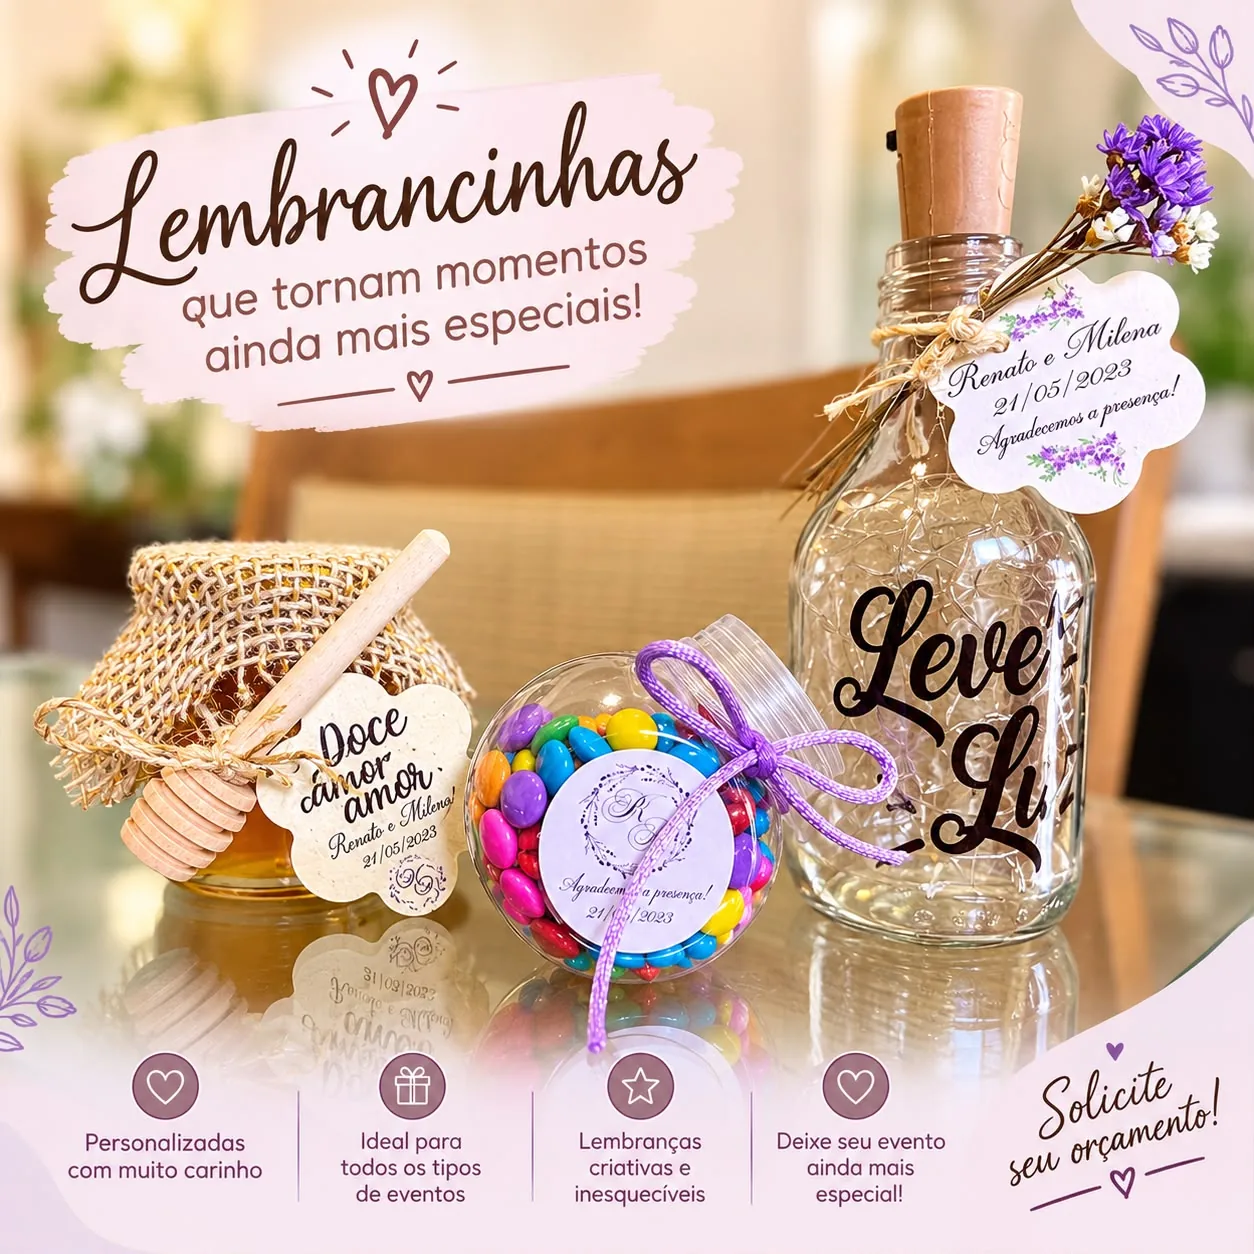 Lembrancinhas
que tornam momentos
ainda mais especiais!
Renato e Milena
21/05/2023
Agradecemos a presença!
Leve
Doce
amor
amor
Renato e Milena!
21/05/2023
Agradecemos a presença!
21/05/2023
Personalizadas
com muito carinho
Ideal para
todos os tipos
de eventos
Lembranças
criativas e
inesquecíveis
Deixe seu evento
ainda mais
especial!
Solicite
seu orçamento!